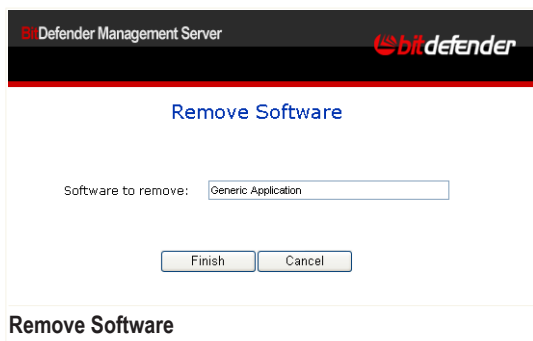 BitDefender Management Server
bitdefender
Remove Software
Software to remove: Generic Application
Finish Cancel
Remove Software